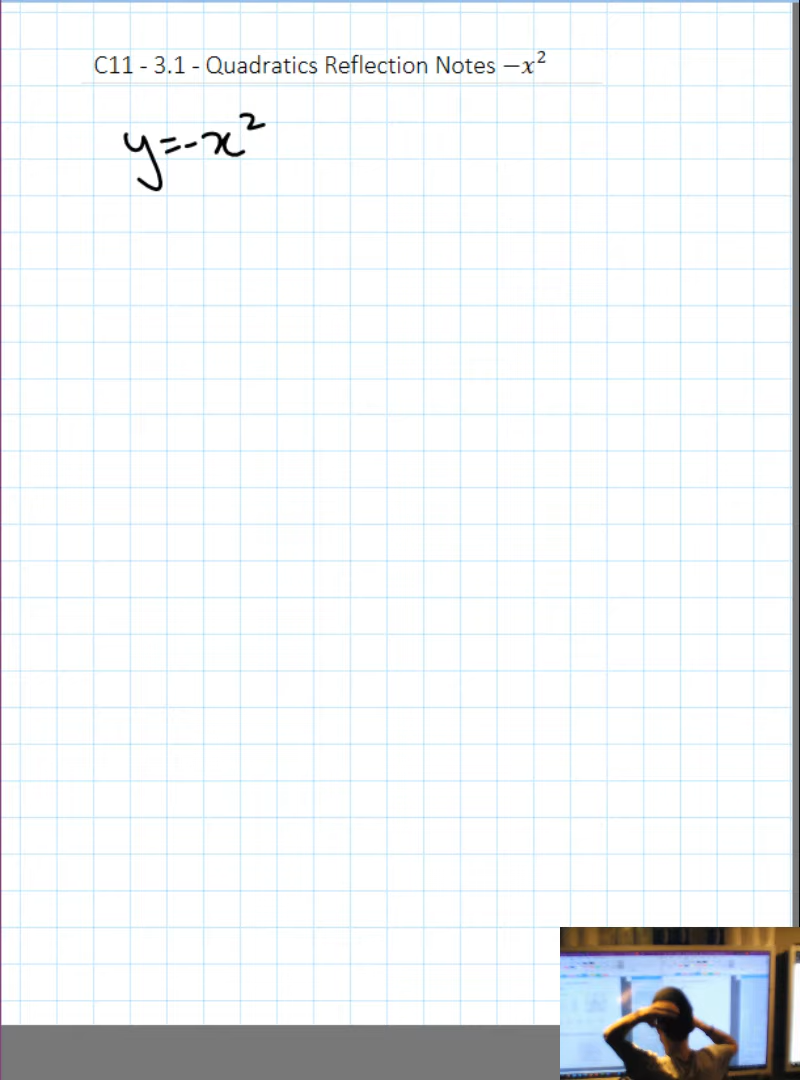 C11 - 3.1 - Quadratics Reflection Notes −x²
y=-x²